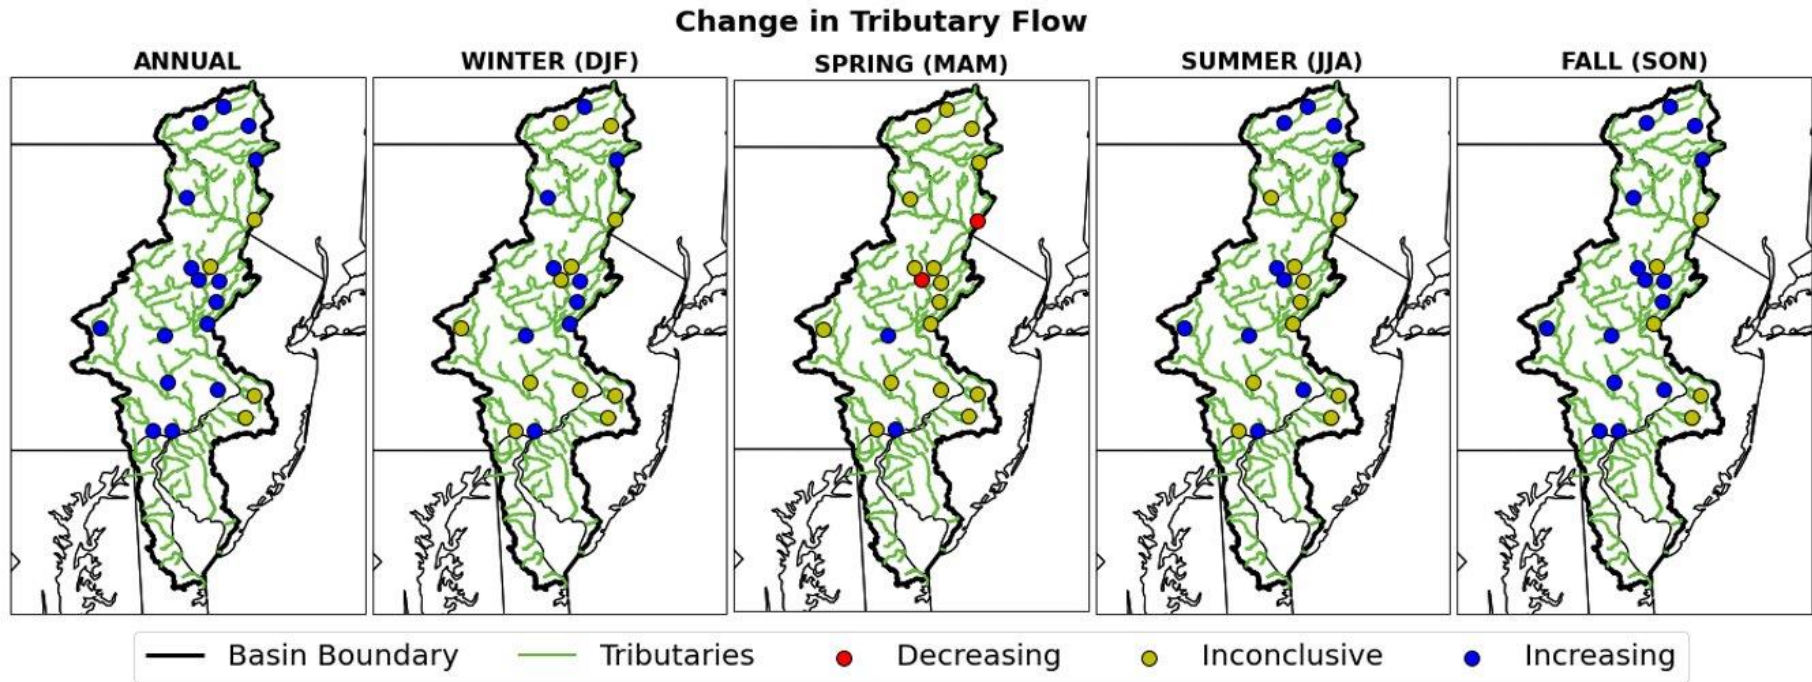 Change in Tributary Flow
ANNUAL
WINTER (DJF)
SPRING (MAM)
SUMMER (JJA)
FALL (SON)
Basin Boundary
Tributaries
Decreasing
Inconclusive
Increasing